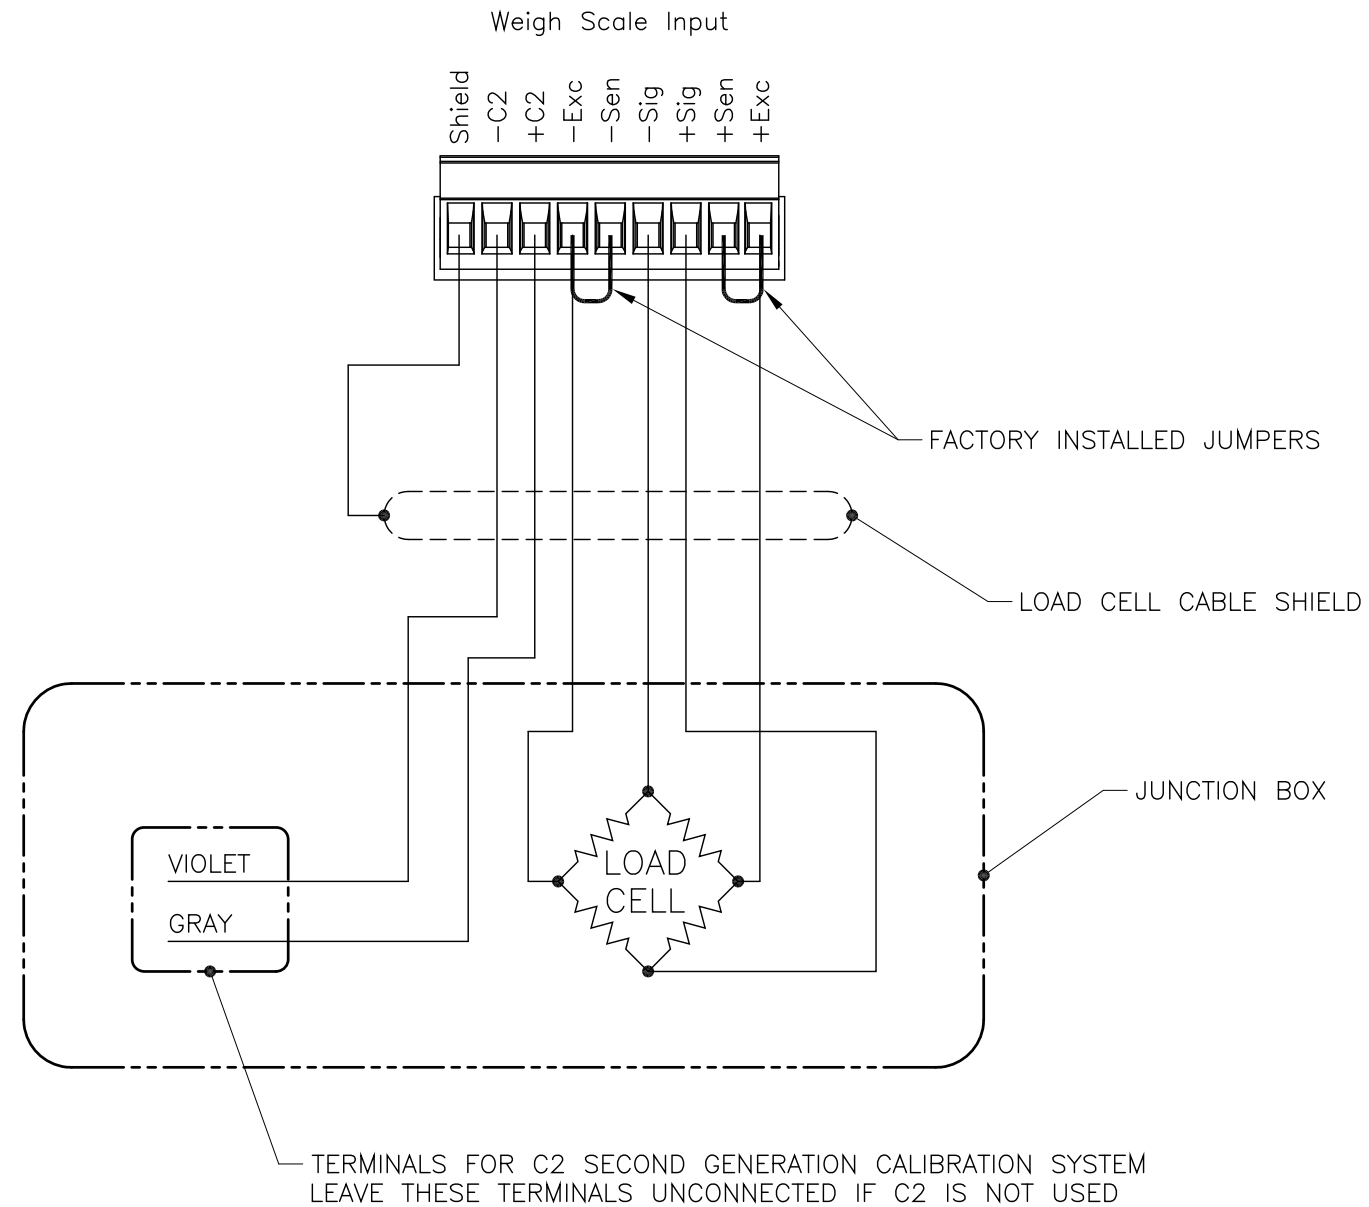 Weigh Scale Input
Shield
-C2
+C2
-Exc
-Sen
-Sig
+Sig
+Sen
+Exc
FACTORY INSTALLED JUMPERS
LOAD CELL CABLE SHIELD
JUNCTION BOX
VIOLET
GRAY
LOAD
CELL
TERMINALS FOR C2 SECOND GENERATION CALIBRATION SYSTEM
LEAVE THESE TERMINALS UNCONNECTED IF C2 IS NOT USED